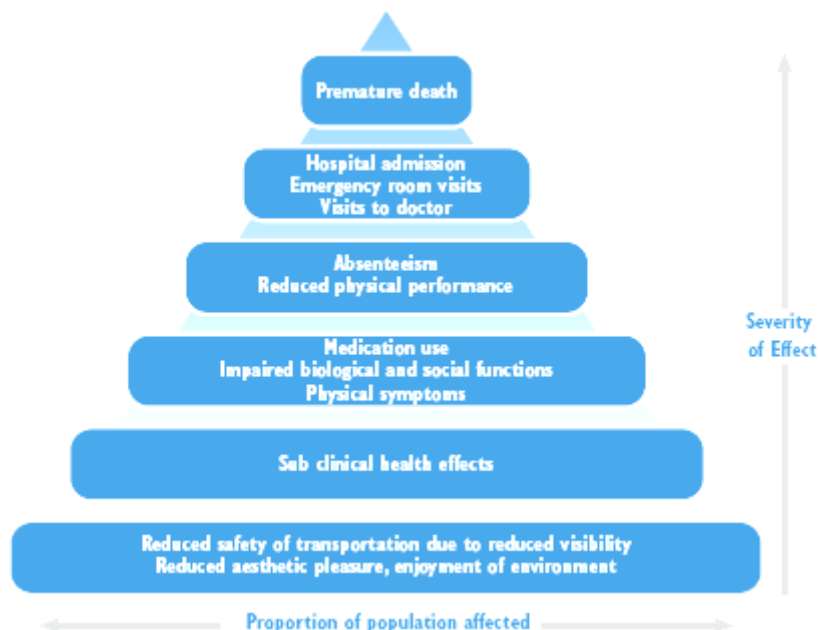 Premature death
Hospital admission
Emergency room visits
Visits to doctor
Absenteeism
Reduced physical performance
Medication use
Impaired biological and social functions
Physical symptoms
Sub clinical health effects
Reduced safety of transportation due to reduced visibility
Reduced aesthetic pleasure, enjoyment of environment
Severity
of Effect
Proportion of population affected